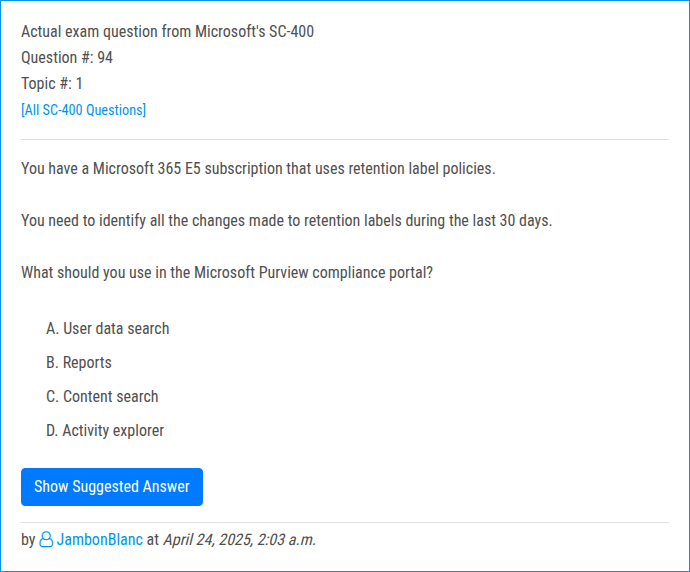 Actual exam question from Microsoft's SC-400
Question #: 94
Topic #: 1
[All SC-400 Questions]
You have a Microsoft 365 E5 subscription that uses retention label policies.
You need to identify all the changes made to retention labels during the last 30 days.
What should you use in the Microsoft Purview compliance portal?
A. User data search
B. Reports
C. Content search
D. Activity explorer
Show Suggested Answer
by JambonBlanc at April 24, 2025, 2:03 a.m.